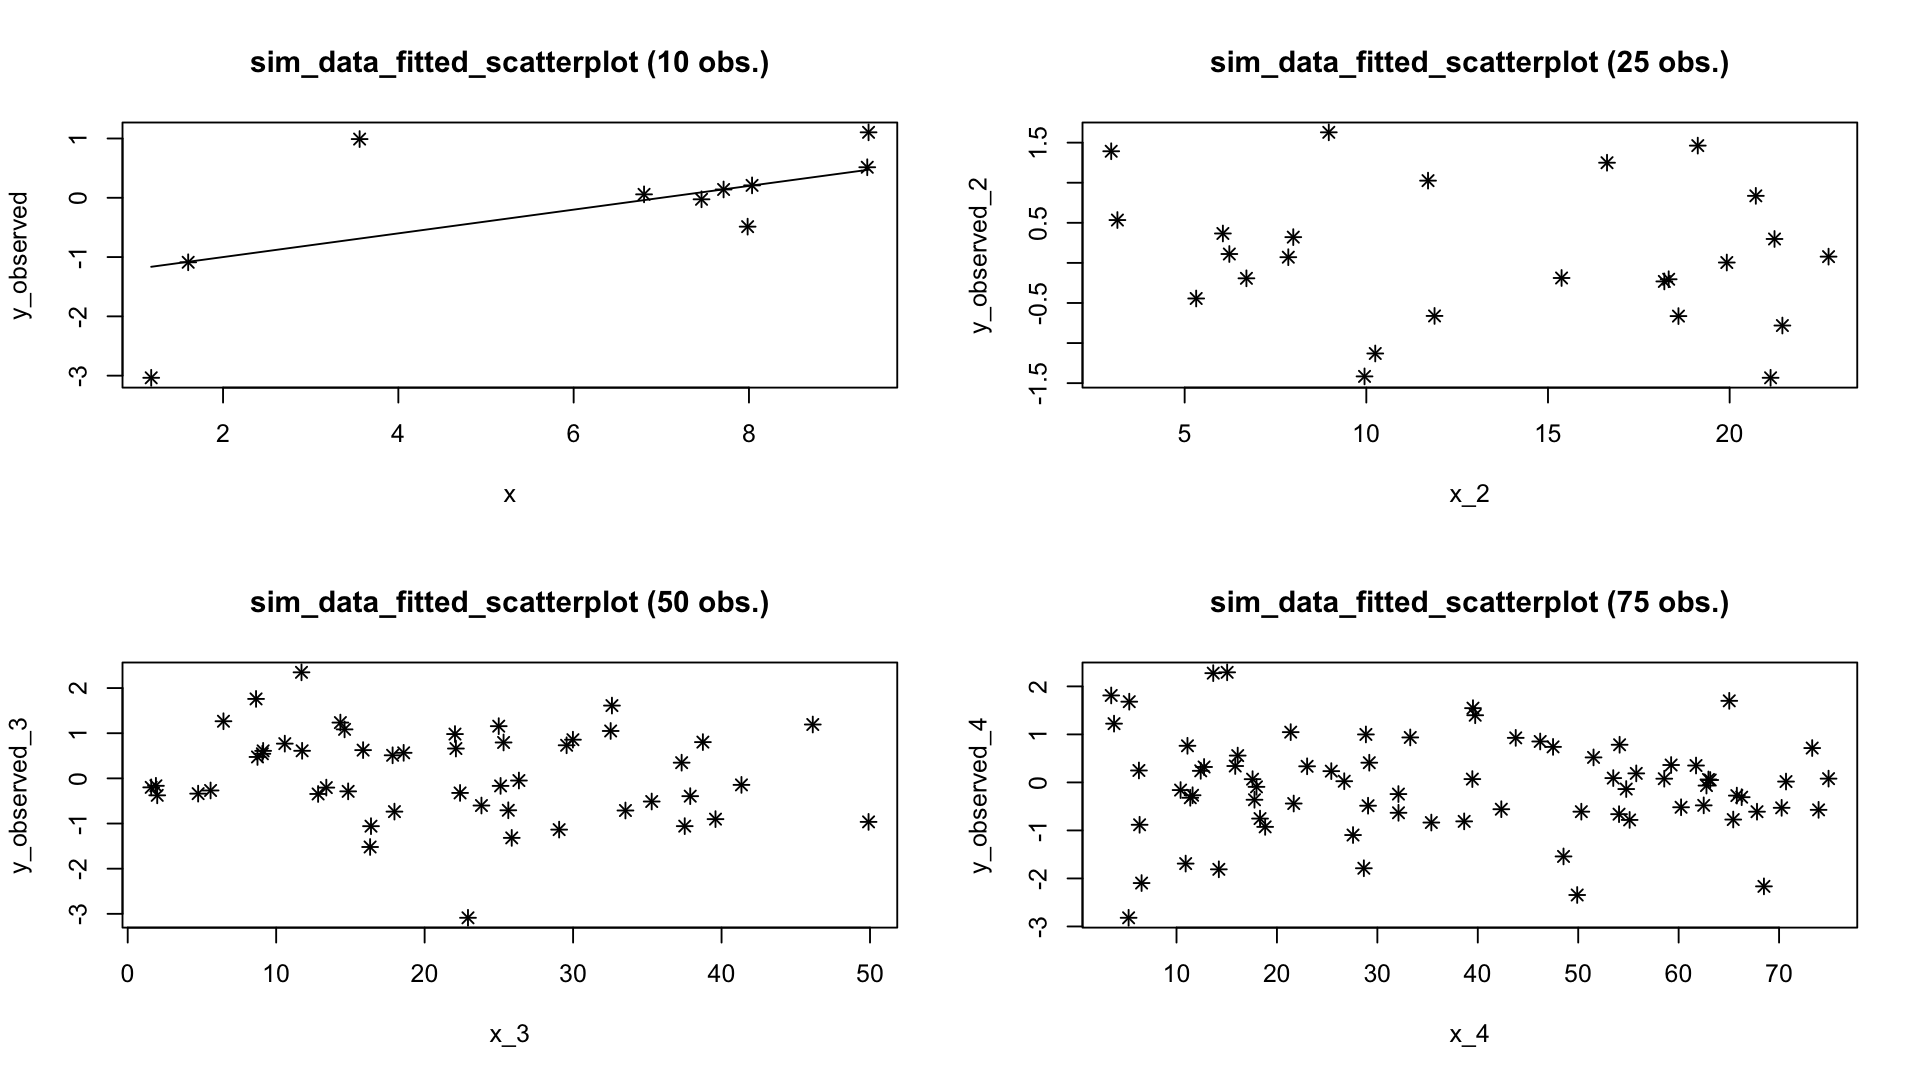 sim_data_fitted_scatterplot (10 obs.)
y_observed
1
0
-1
-2
-3
2 4 6 8
x
sim_data_fitted_scatterplot (25 obs.)
y_observed_2
1.5
0.5
-0.5
-1.5
5 10 15 20
x_2
sim_data_fitted_scatterplot (50 obs.)
y_observed_3
2
1
0
-1
-2
-3
0 10 20 30 40 50
x_3
sim_data_fitted_scatterplot (75 obs.)
y_observed_4
2
1
0
-1
-2
-3
10 20 30 40 50 60 70
x_4